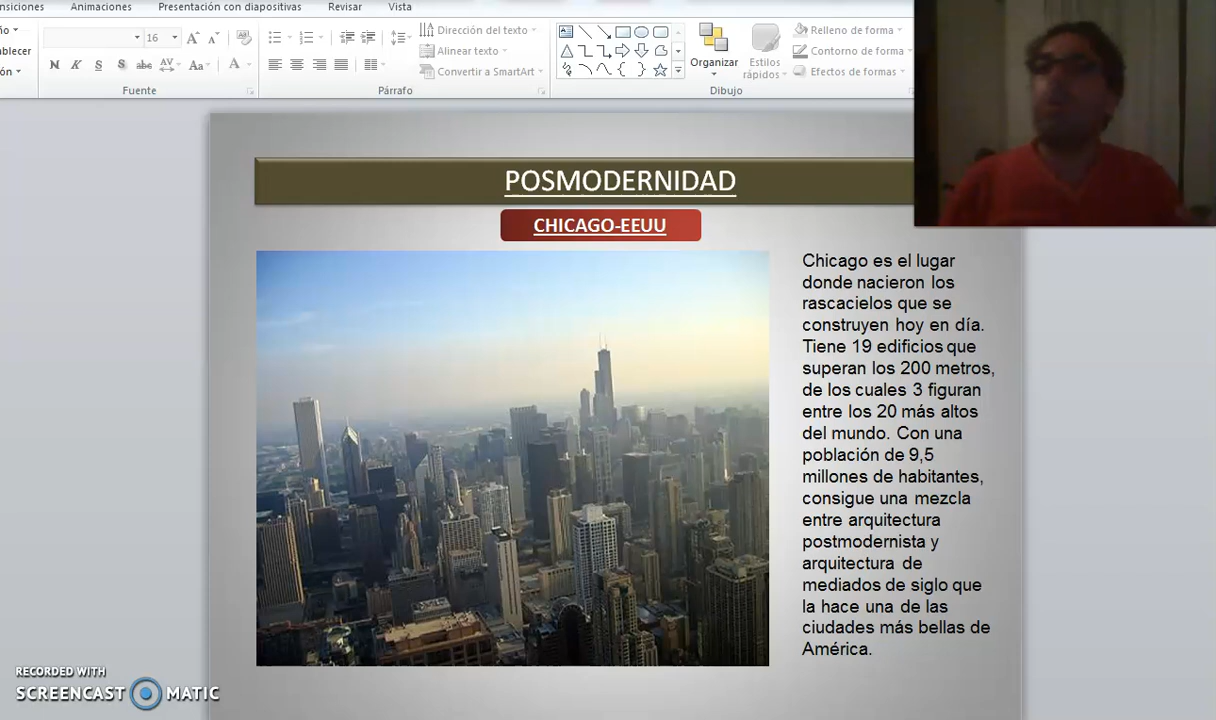 Animaciones Presentación con diapositivas Revisar Vista
16
Dirección del texto
Relleno de forma
Alinear texto
Organizar
Estilos rápidos
Contorno de forma
N K S S abc AV Aa A
Convertir a SmartArt
Efectos de formas
Fuente
Párrafo
Dibujo
POSMODERNIDAD
CHICAGO-EEUU
Chicago es el lugar
donde nacieron los
rascacielos que se
construyen hoy en día.
Tiene 19 edificios que
superan los 200 metros,
de los cuales 3 figuran
entre los 20 más altos
del mundo. Con una
población de 9,5
millones de habitantes,
consigue una mezcla
entre arquitectura
postmodernista y
arquitectura de
mediados de siglo que
la hace una de las
ciudades más bellas de
América.
RECORDED WITH
SCREENCAST MATIC